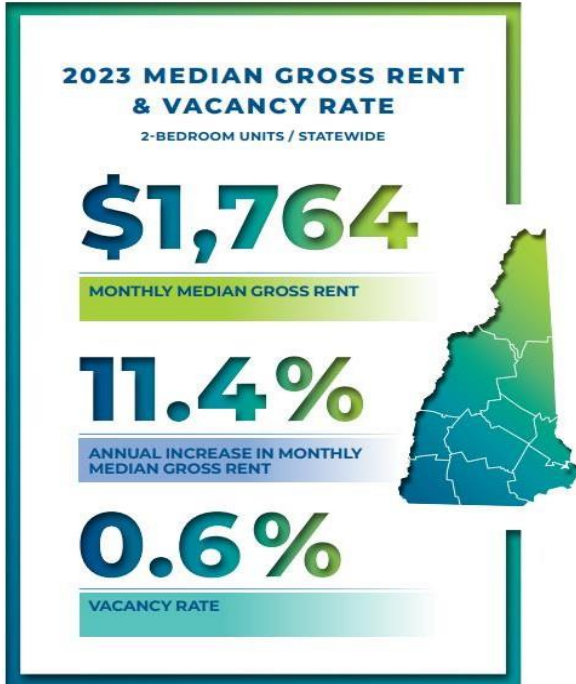 2023 MEDIAN GROSS RENT
& VACANCY RATE
2-BEDROOM UNITS / STATEWIDE
$1,764
MONTHLY MEDIAN GROSS RENT
11.4%
ANNUAL INCREASE IN MONTHLY
MEDIAN GROSS RENT
0.6%
VACANCY RATE